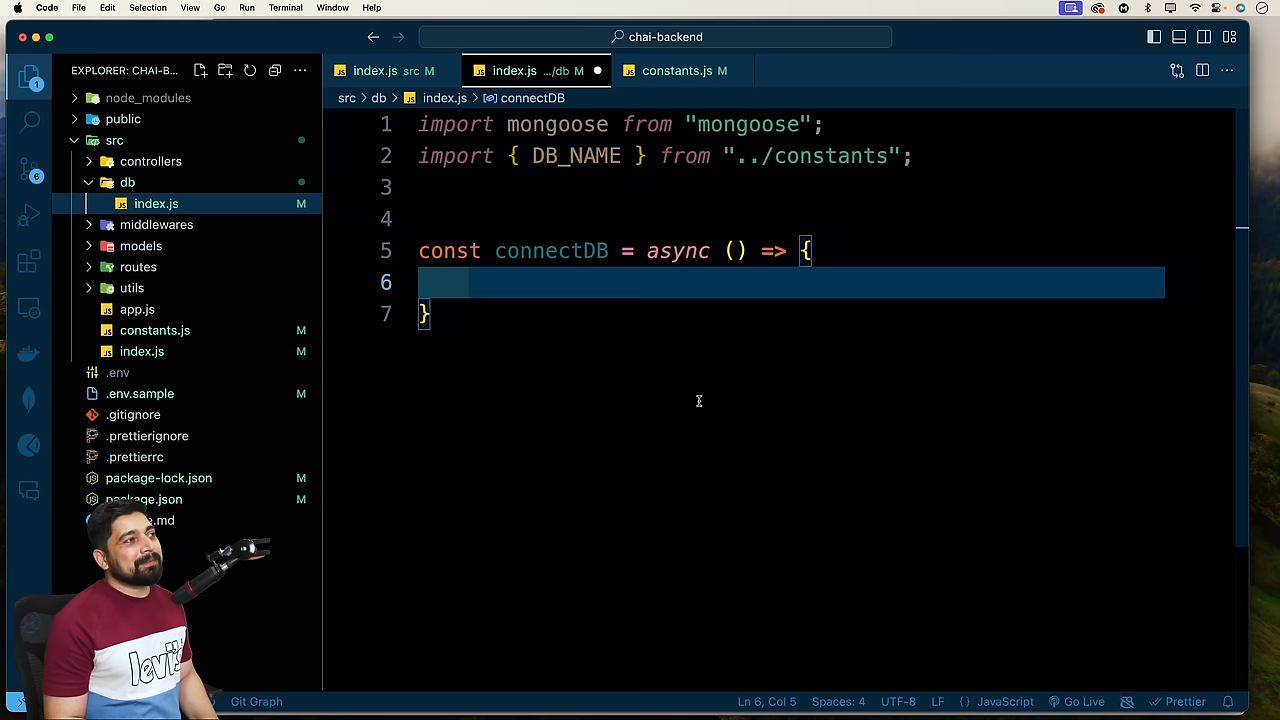 Code File Edit Selection View Go Run Terminal Window Help
chai-backend
EXPLORER: CHAI-B...
index.js src M
index.js .../db M
constants.js M
src > db > index.js > connectDB
node_modules
public
src
controllers
db
index.js M
middlewares
models
routes
utils
app.js
constants.js M
index.js M
.env
.env.sample M
.gitignore
.prettierignore
.prettierrc
package-lock.json M
package.json M
1
6
1 import mongoose from "mongoose";
2 import { DB_NAME } from "../constants";
3
4
5 const connectDB = async () => {
6
7 }
levi's
Git Graph
Ln 6, Col 5 Spaces: 4 UTF-8 LF {} JavaScript Go Live Prettier